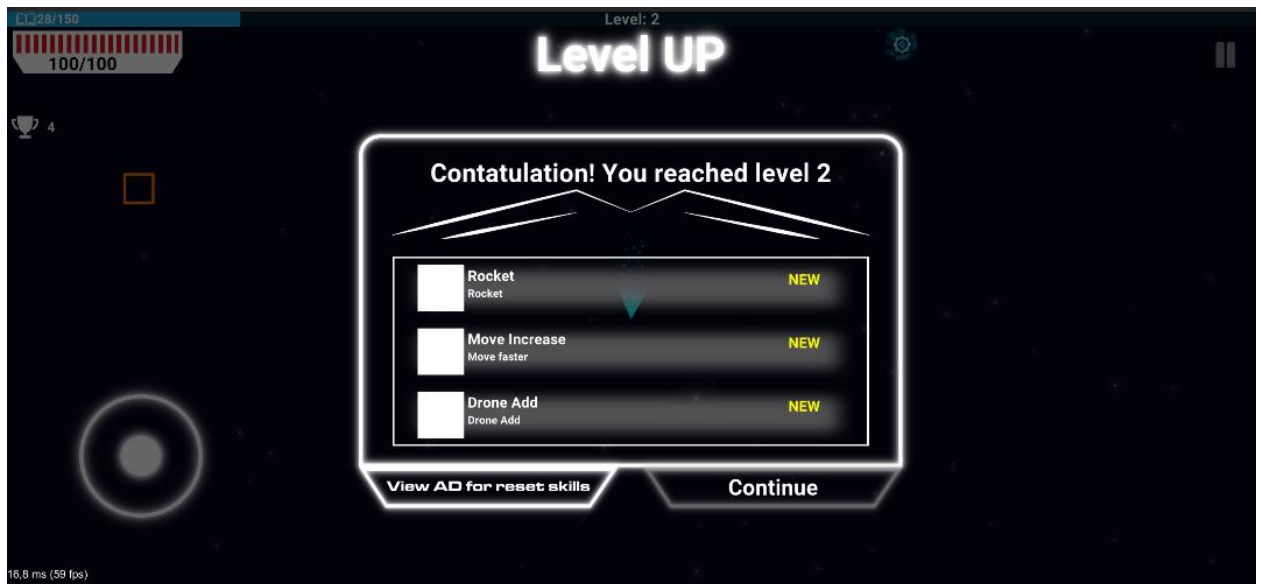 28/150
Level: 2
100/100
Level UP
4
Contatulation! You reached level 2
Rocket
Rocket
NEW
Move Increase
Move faster
NEW
Drone Add
Drone Add
NEW
View AD for reset skills
Continue
16,8 ms (59 fps)